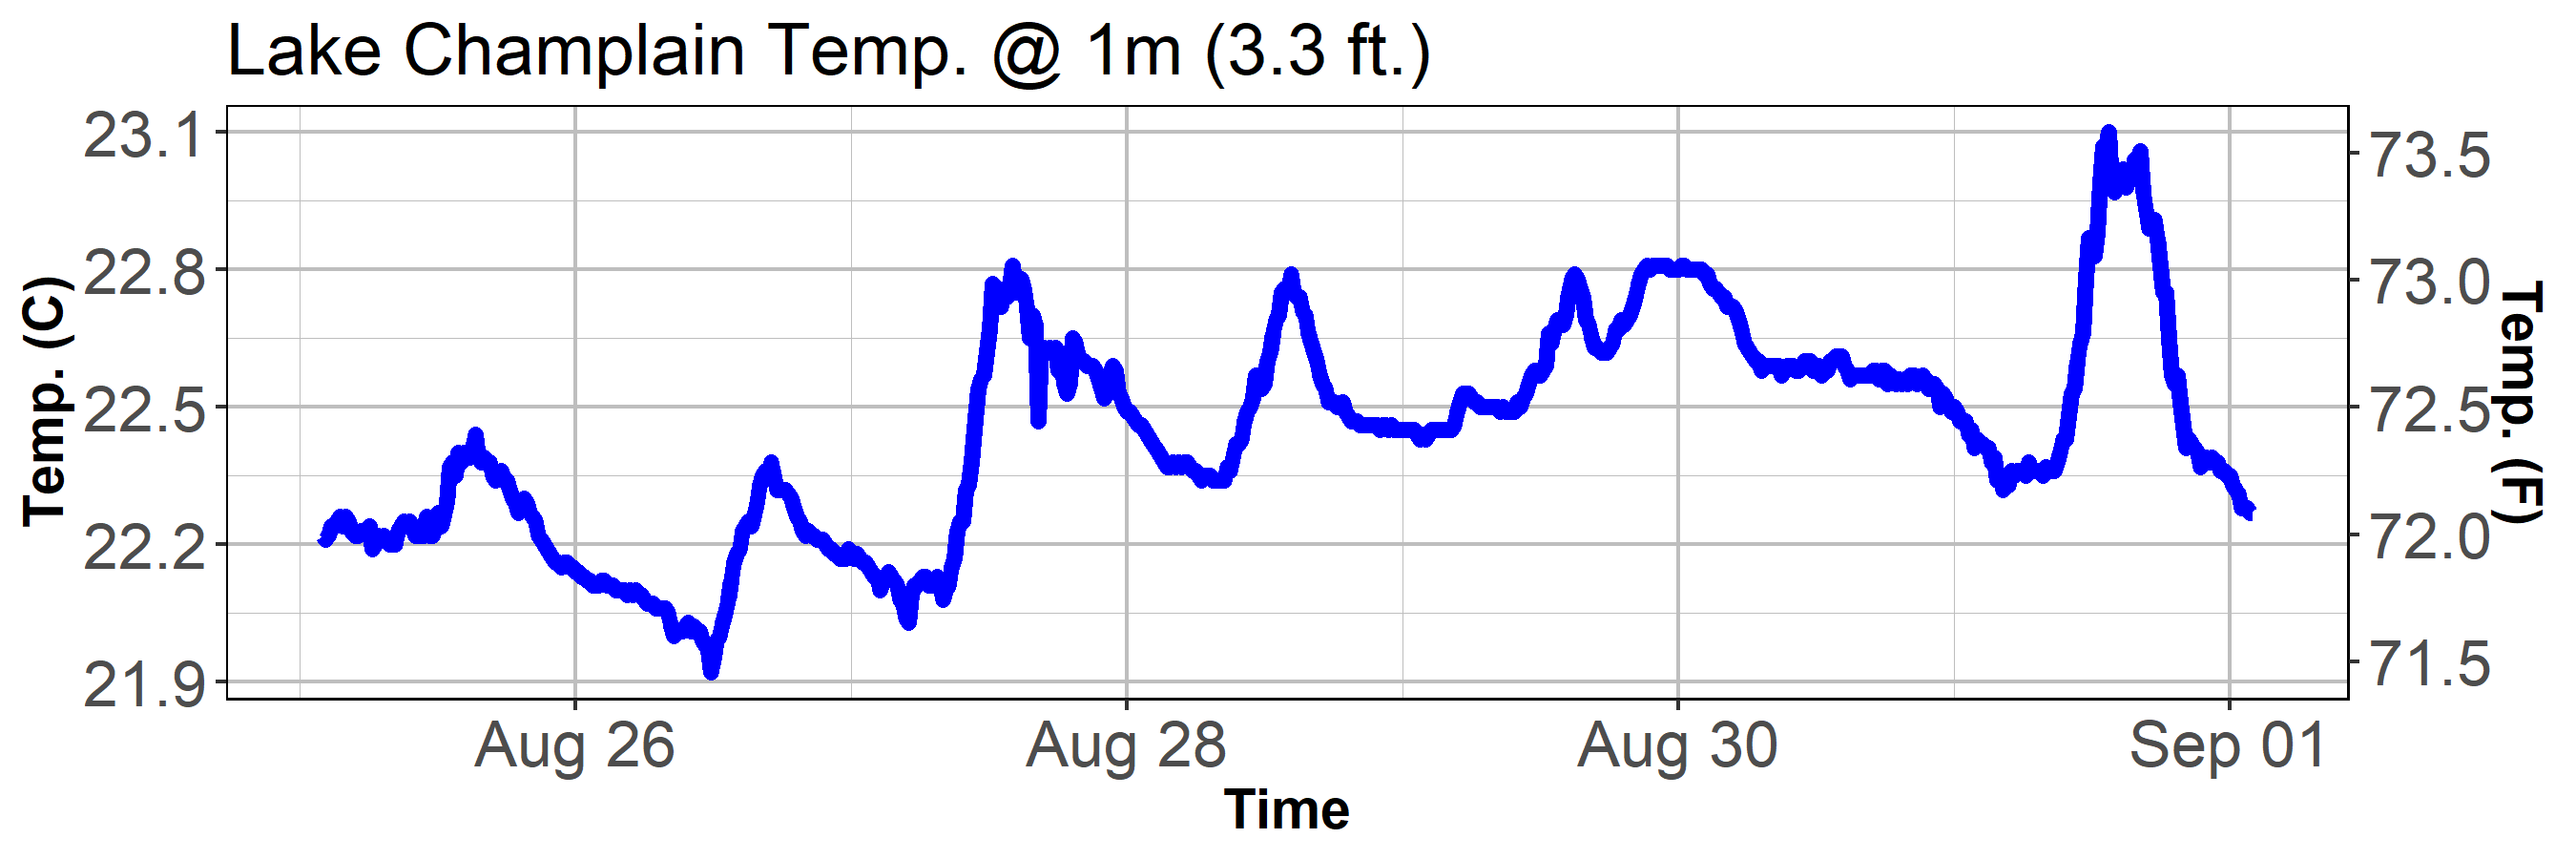 Lake Champlain Temp. @ 1m (3.3 ft.)
Temp. (C)
23.1
22.8
22.5
22.2
21.9
73.5
73.0
72.5
72.0
71.5
Temp. (F)
Aug 26 Aug 28 Aug 30 Sep 01
Time